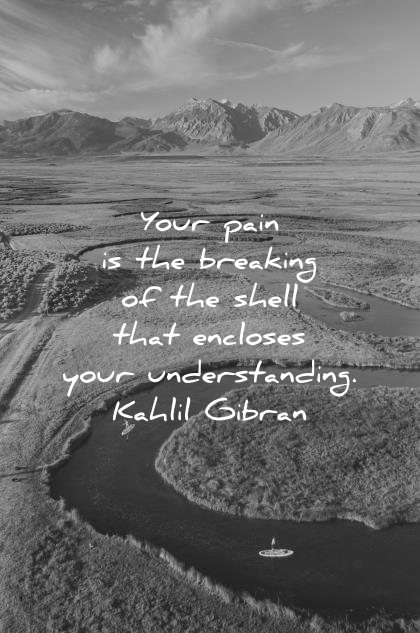 Your pain
is the breaking
of the shell
that encloses
your understanding.
Kahlil Gibran